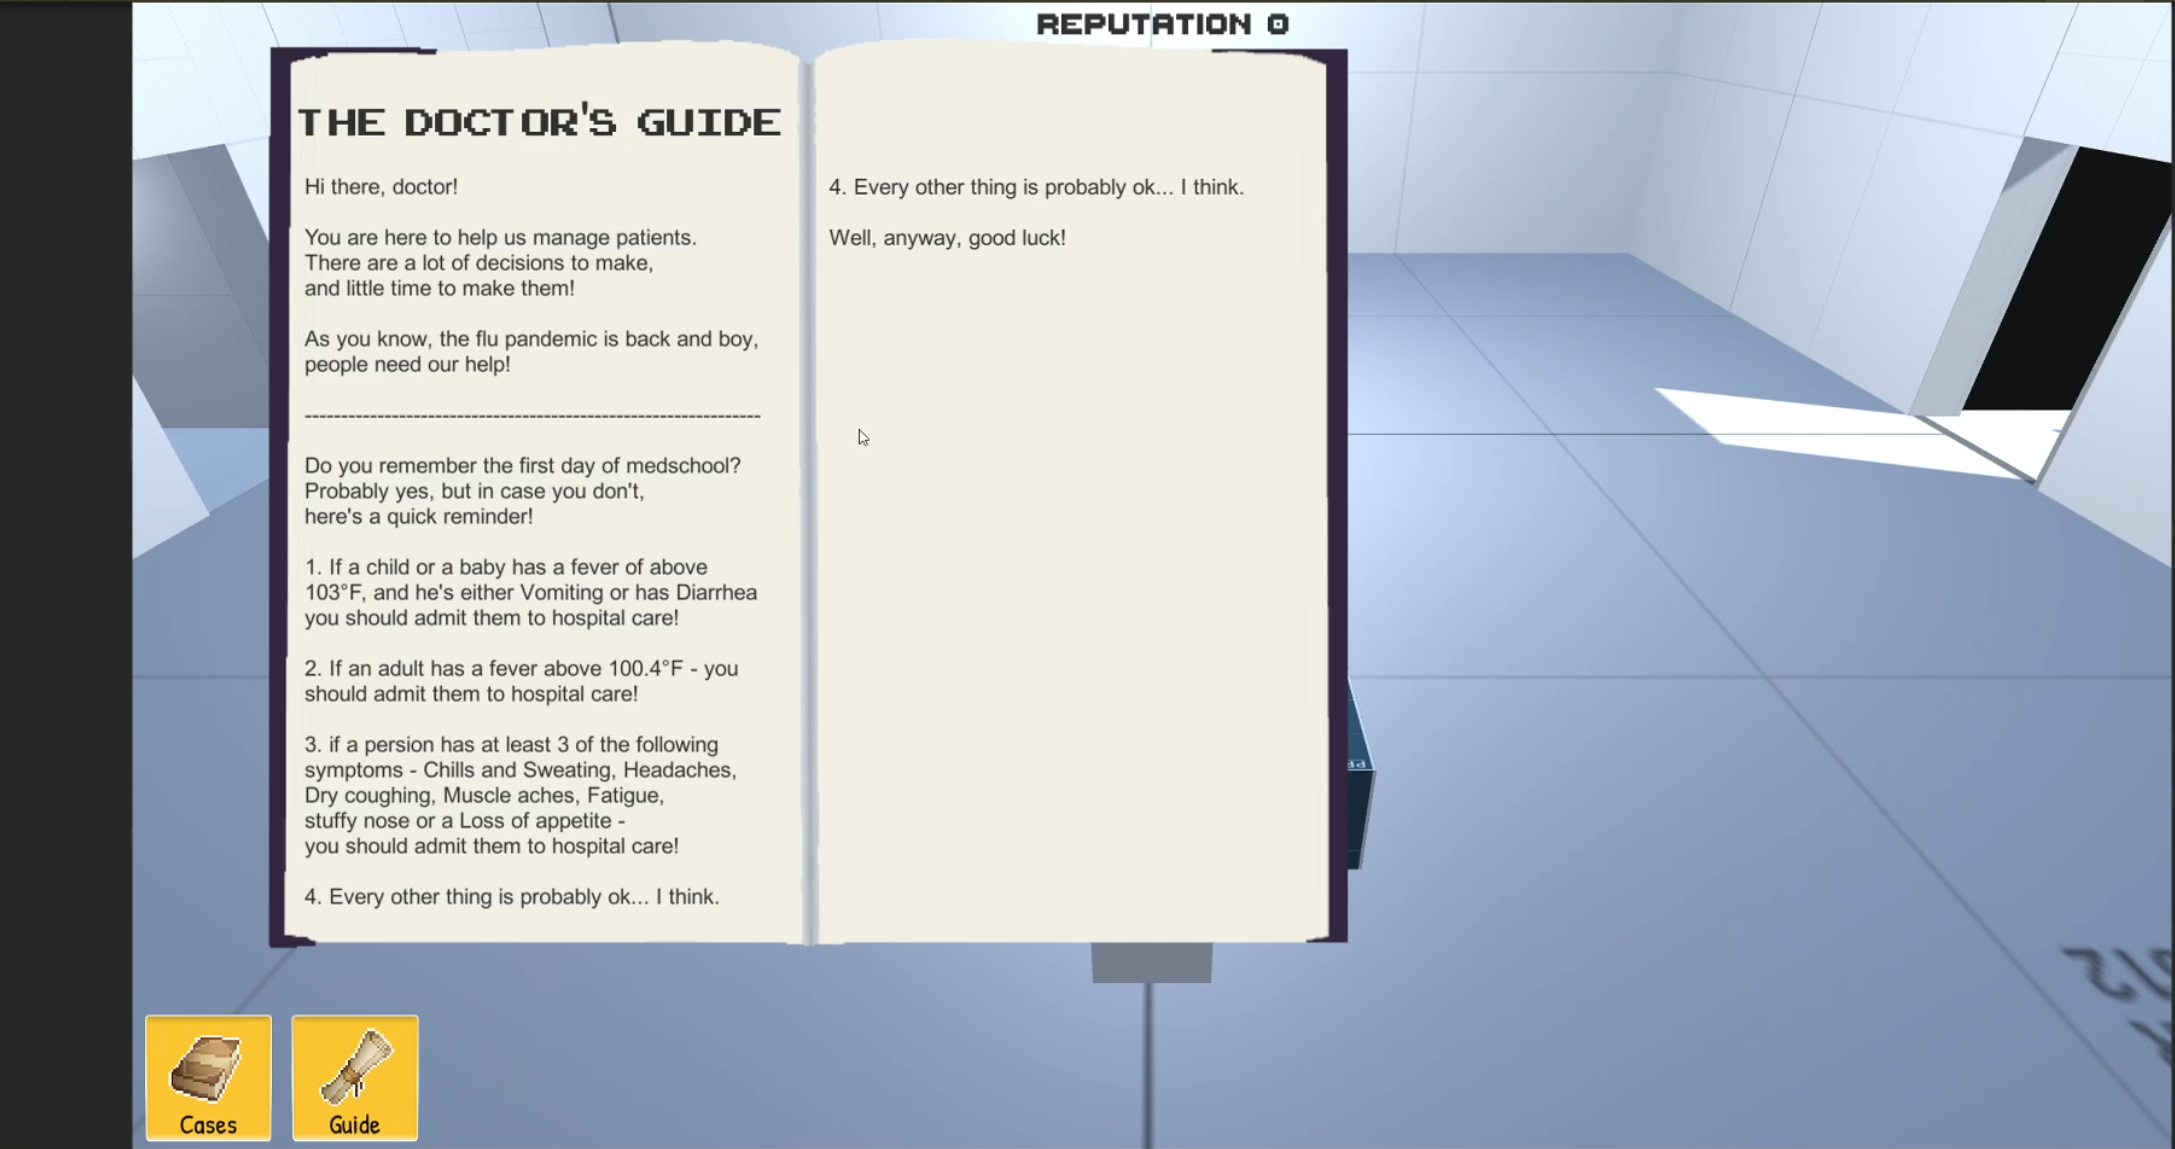 REPUTATION 0
THE DOCTOR'S GUIDE
Hi there, doctor!
You are here to help us manage patients.
There are a lot of decisions to make,
and little time to make them!
As you know, the flu pandemic is back and boy,
people need our help!
---------------------------------------------------------------
Do you remember the first day of medschool?
Probably yes, but in case you don't,
here's a quick reminder!
1. If a child or a baby has a fever of above
103°F, and he's either Vomiting or has Diarrhea
you should admit them to hospital care!
2. If an adult has a fever above 100.4°F - you
should admit them to hospital care!
3. if a persion has at least 3 of the following
symptoms - Chills and Sweating, Headaches,
Dry coughing, Muscle aches, Fatigue,
stuffy nose or a Loss of appetite -
you should admit them to hospital care!
4. Every other thing is probably ok... I think.
4. Every other thing is probably ok... I think.
Well, anyway, good luck!
Cases
Guide